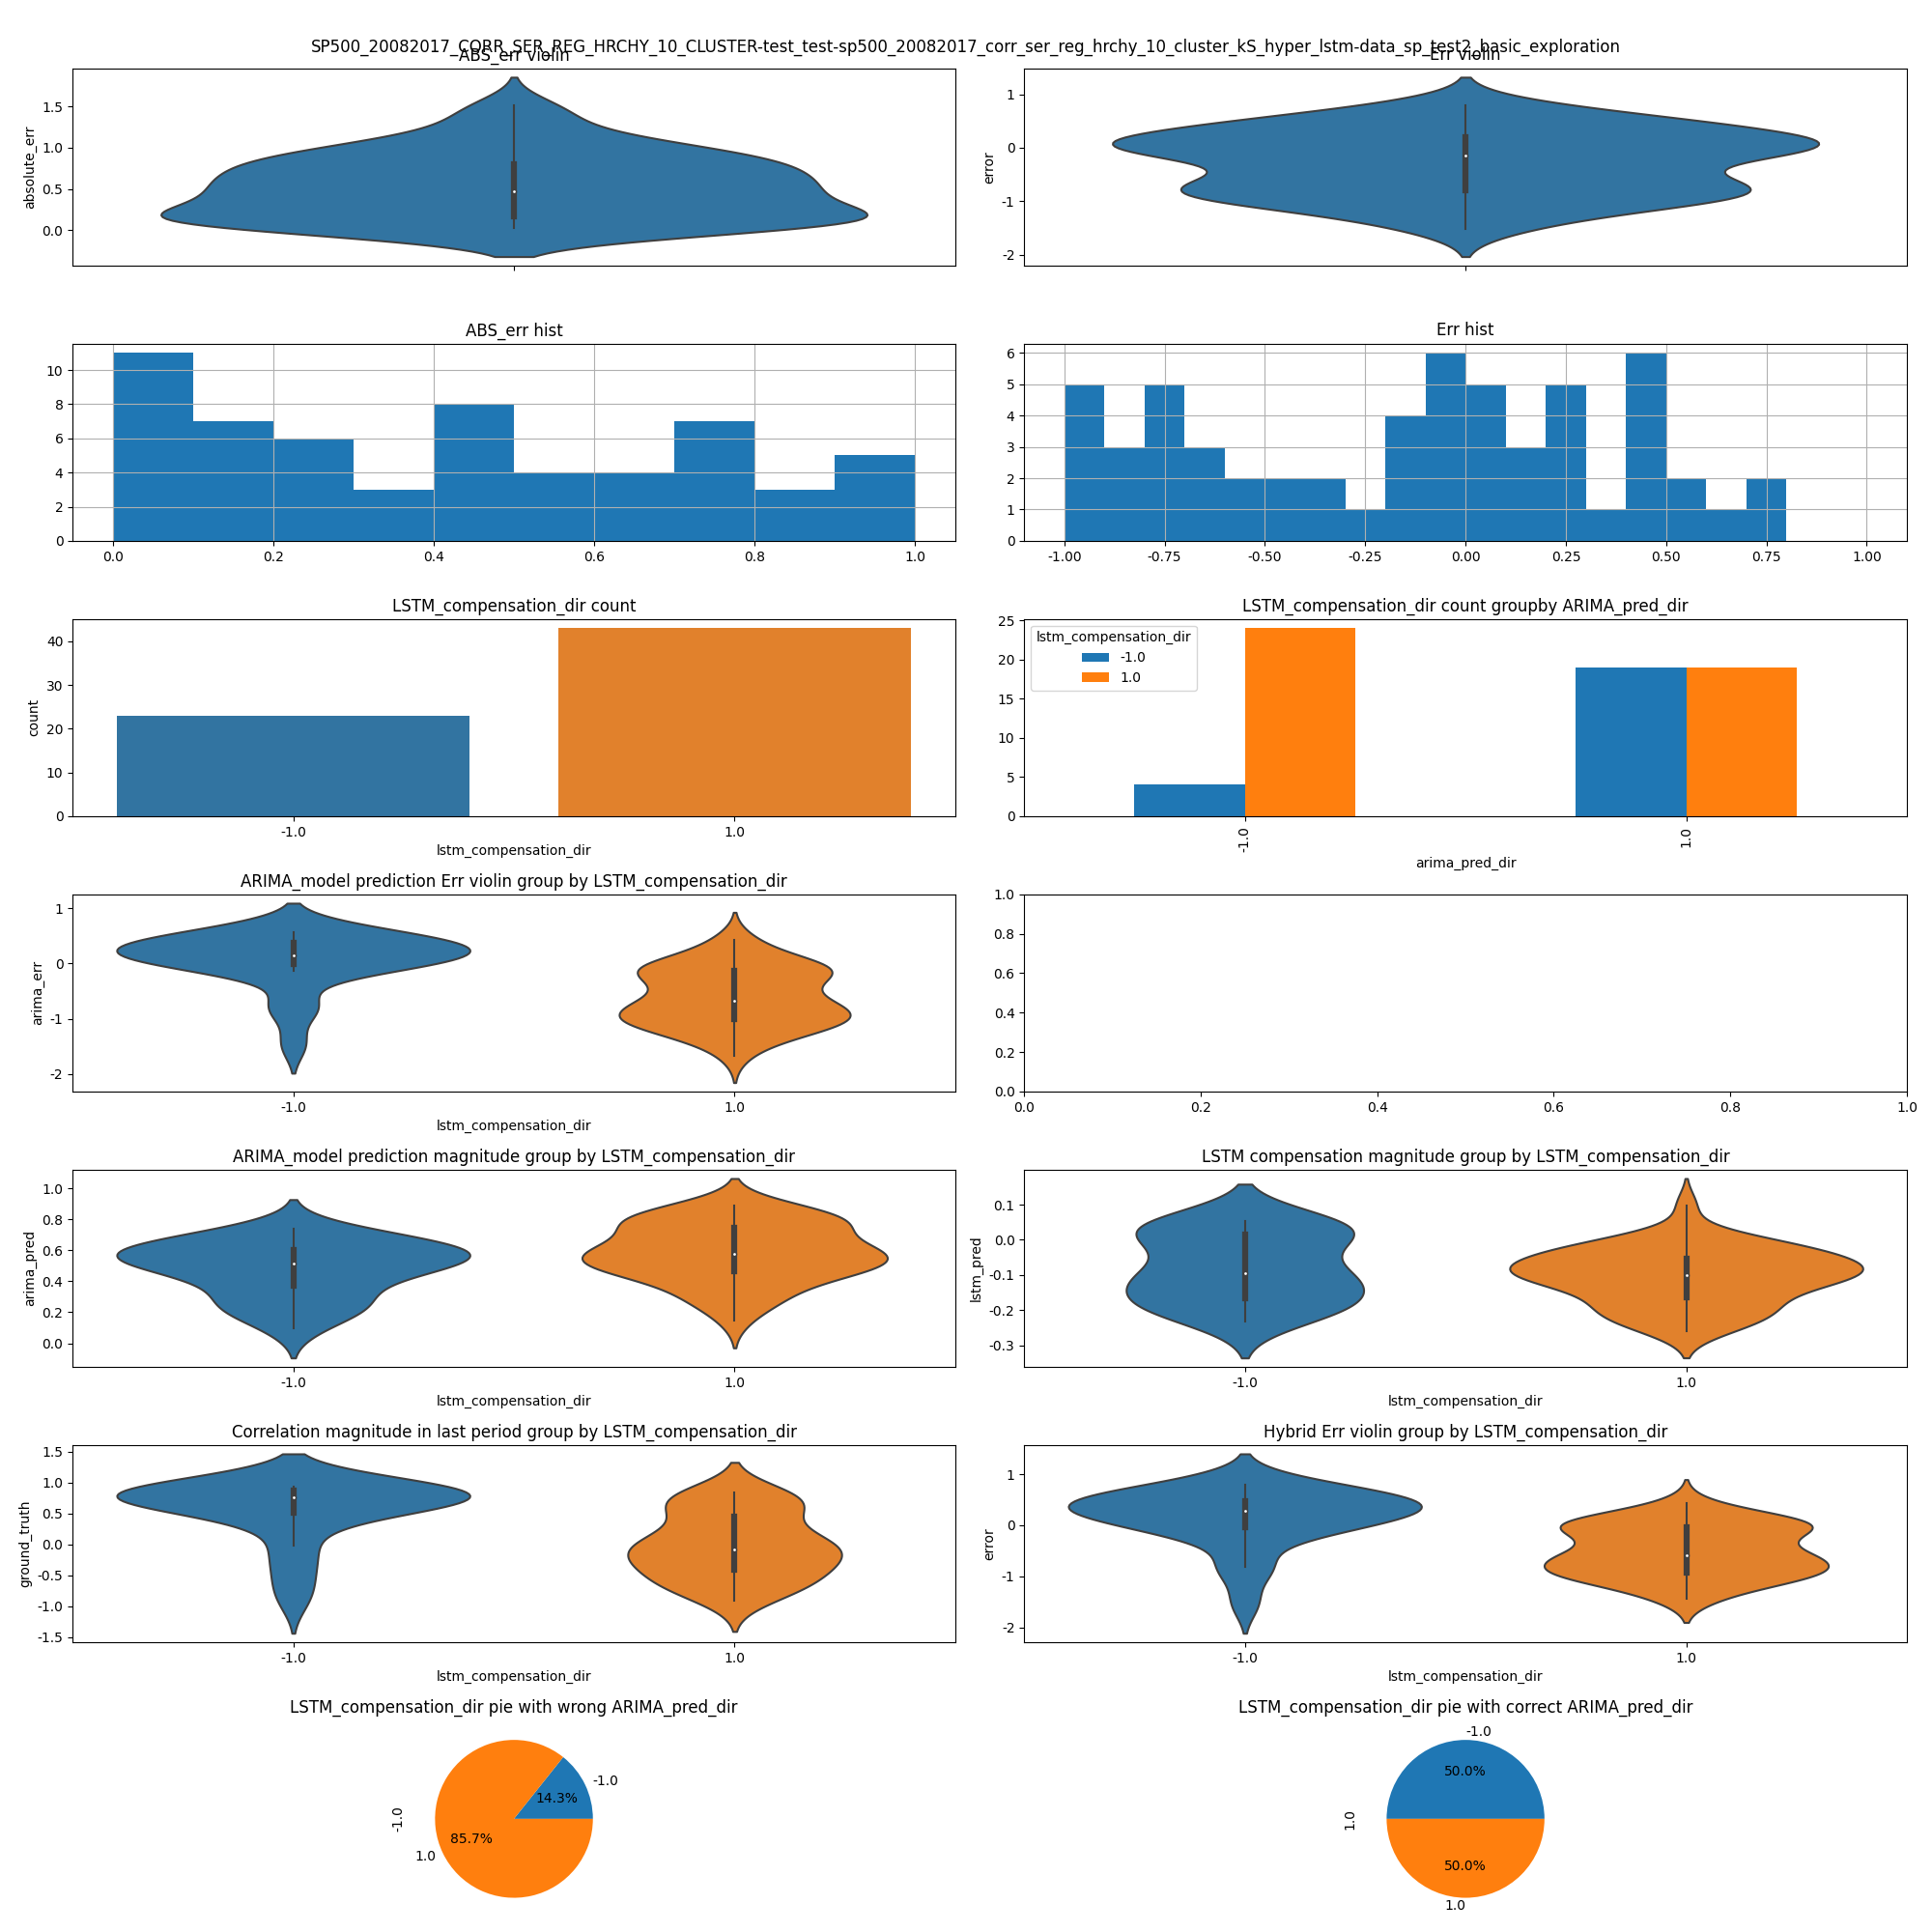 SP500_20082017_CORR_SER_REG_HRCHY_10_CLUSTER-test_test-sp500_20082017_corr_ser_reg_hrchy_10_cluster_kS_hyper_lstm-data_sp_test2_basic_exploration
ABS_err violin
absolute_err
1.5
1.0
0.5
0.0
Err violin
error
1
0
-1
-2
ABS_err hist
10
8
6
4
2
0
0.0 0.2 0.4 0.6 0.8 1.0
Err hist
6
5
4
3
2
1
0
-1.00 -0.75 -0.50 -0.25 0.00 0.25 0.50 0.75 1.00
LSTM_compensation_dir count
count
40
30
20
10
0
-1.0 1.0
lstm_compensation_dir
LSTM_compensation_dir count groupby ARIMA_pred_dir
25
20
15
10
5
0
lstm_compensation_dir
-1.0
1.0
-1.0 1.0
arima_pred_dir
ARIMA_model prediction Err violin group by LSTM_compensation_dir
arima_err
1
0
-1
-2
-1.0 1.0
lstm_compensation_dir
1.0
0.8
0.6
0.4
0.2
0.0
0.0 0.2 0.4 0.6 0.8 1.0
ARIMA_model prediction magnitude group by LSTM_compensation_dir
arima_pred
1.0
0.8
0.6
0.4
0.2
0.0
-1.0 1.0
lstm_compensation_dir
LSTM compensation magnitude group by LSTM_compensation_dir
lstm_pred
0.1
0.0
-0.1
-0.2
-0.3
-1.0 1.0
lstm_compensation_dir
Correlation magnitude in last period group by LSTM_compensation_dir
ground_truth
1.5
1.0
0.5
0.0
-0.5
-1.0
-1.5
-1.0 1.0
lstm_compensation_dir
Hybrid Err violin group by LSTM_compensation_dir
error
1
0
-1
-2
-1.0 1.0
lstm_compensation_dir
LSTM_compensation_dir pie with wrong ARIMA_pred_dir
-1.0
-1.0
14.3%
85.7%
1.0
LSTM_compensation_dir pie with correct ARIMA_pred_dir
-1.0
50.0%
1.0
50.0%
1.0